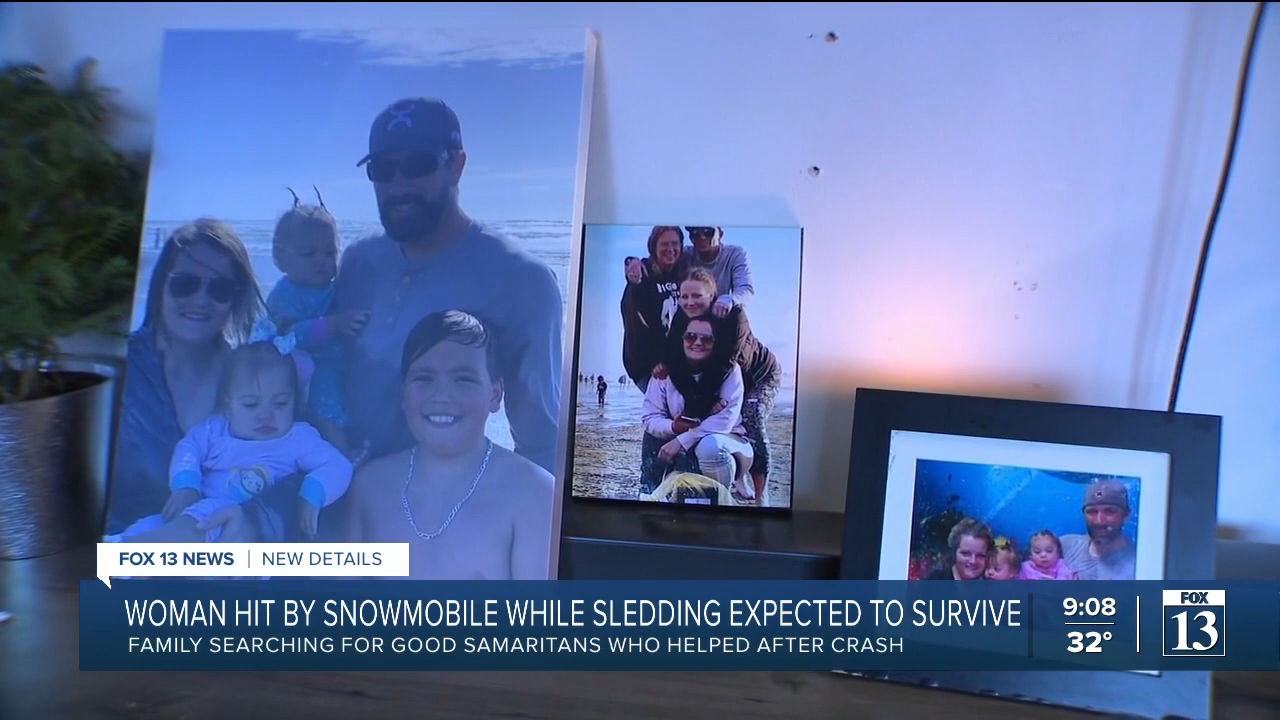 FOX 13 NEWS | NEW DETAILS
WOMAN HIT BY SNOWMOBILE WHILE SLEDDING EXPECTED TO SURVIVE
FAMILY SEARCHING FOR GOOD SAMARITANS WHO HELPED AFTER CRASH
9:08
32°
FOX
13